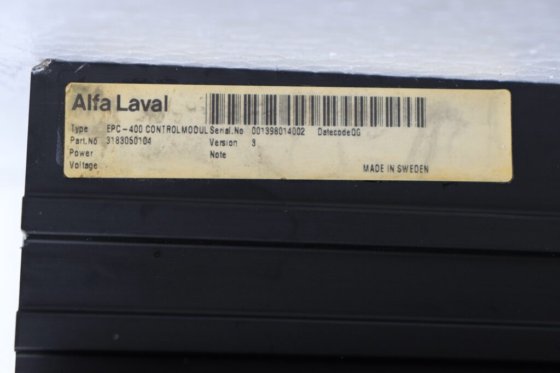 Alfa Laval
Type EPC-400 CONTROLMODUL Serial.No 001398014002 DatecodeQG
Part.No 3183050104 Version 3
Power Note
Voltage MADE IN SWEDEN